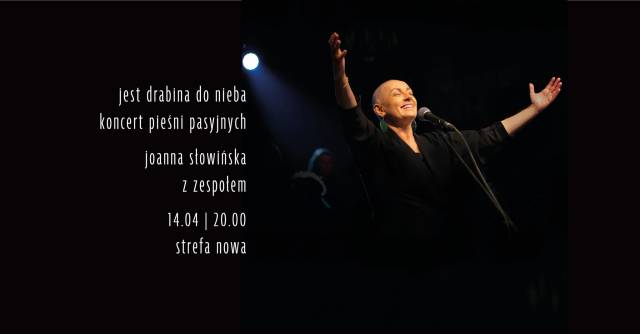 jest drabina do nieba
koncert pieśni pasyjnych
joanna słowińska
z zespołem
14.04 | 20.00
strefa nowa